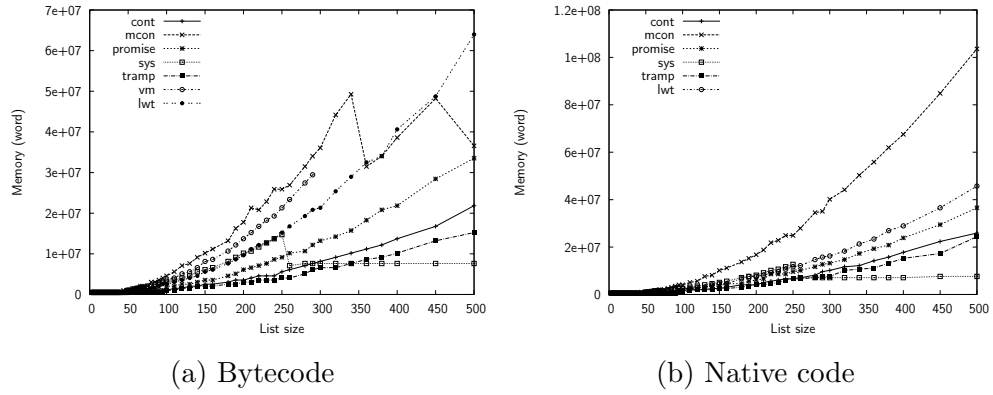 7e+07
6e+07
5e+07
4e+07
3e+07
2e+07
1e+07
0
Memory (word)
cont
mcon
promise
sys
tramp
vm
lwt
0 50 100 150 200 250 300 350 400 450 500
List size
(a) Bytecode
1.2e+08
1e+08
8e+07
6e+07
4e+07
2e+07
0
Memory (word)
cont
mcon
promise
sys
tramp
lwt
0 50 100 150 200 250 300 350 400 450 500
List size
(b) Native code